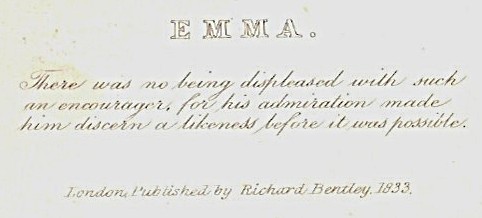 EMMA.
There was no being displeased with such
an encourager, for his admiration made
him discern a likeness before it was possible.
London, Published by Richard Bentley, 1833.